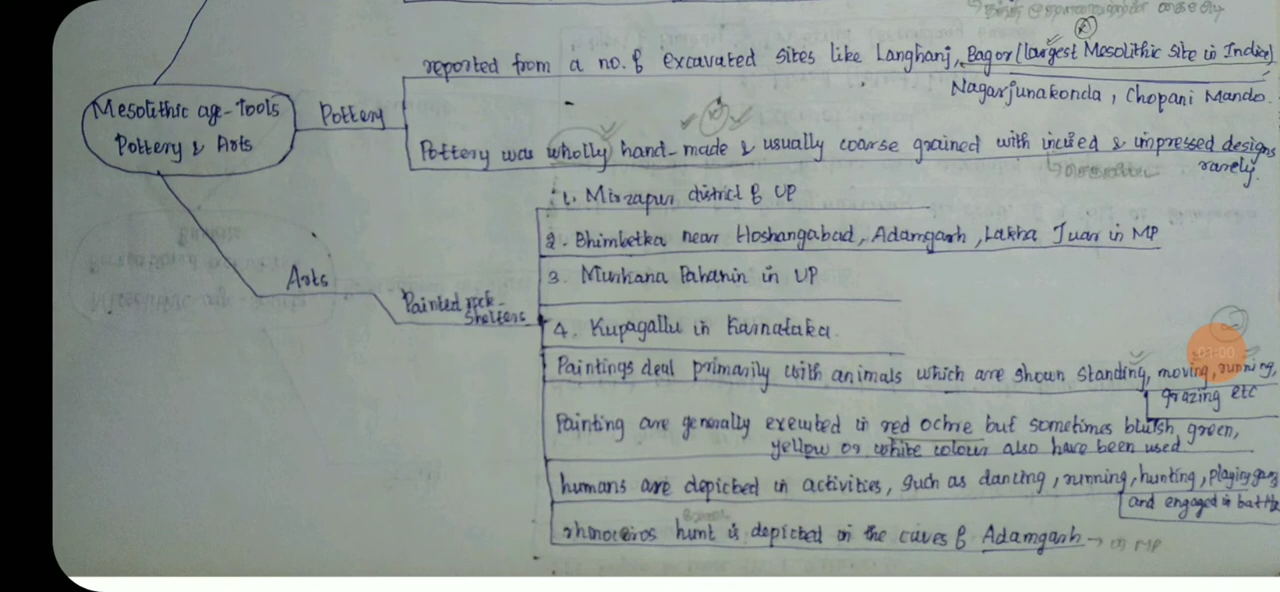 reported from a no. of excavated sites like Langhanj, Bagor (largest Mesolithic site in India)
Nagarjunakonda, Chopani Mando.
Mesolithic age-Tools
Pottery & Arts
Pottery
Pottery was wholly hand-made & usually coarse grained with incised & impressed designs
rarely.
1. Mirzapur district of UP
2. Bhimbetka near Hoshangabad, Adamgarh, Lakha Juar in MP
3. Murhana Paharin in UP
Arts
Painted rock-
Shelters
4. Kupagallu in Karnataka.
Paintings deal primarily with animals which are shown standing, moving, running,
grazing etc
Painting are generally executed in red ochre but sometimes bluish green,
yellow or white colour also have been used
humans are depicted in activities, such as dancing, running, hunting, playing
and engaged in battle
rhinoceiros hunt is depicted in the caves of Adamgarh → MP
01:00